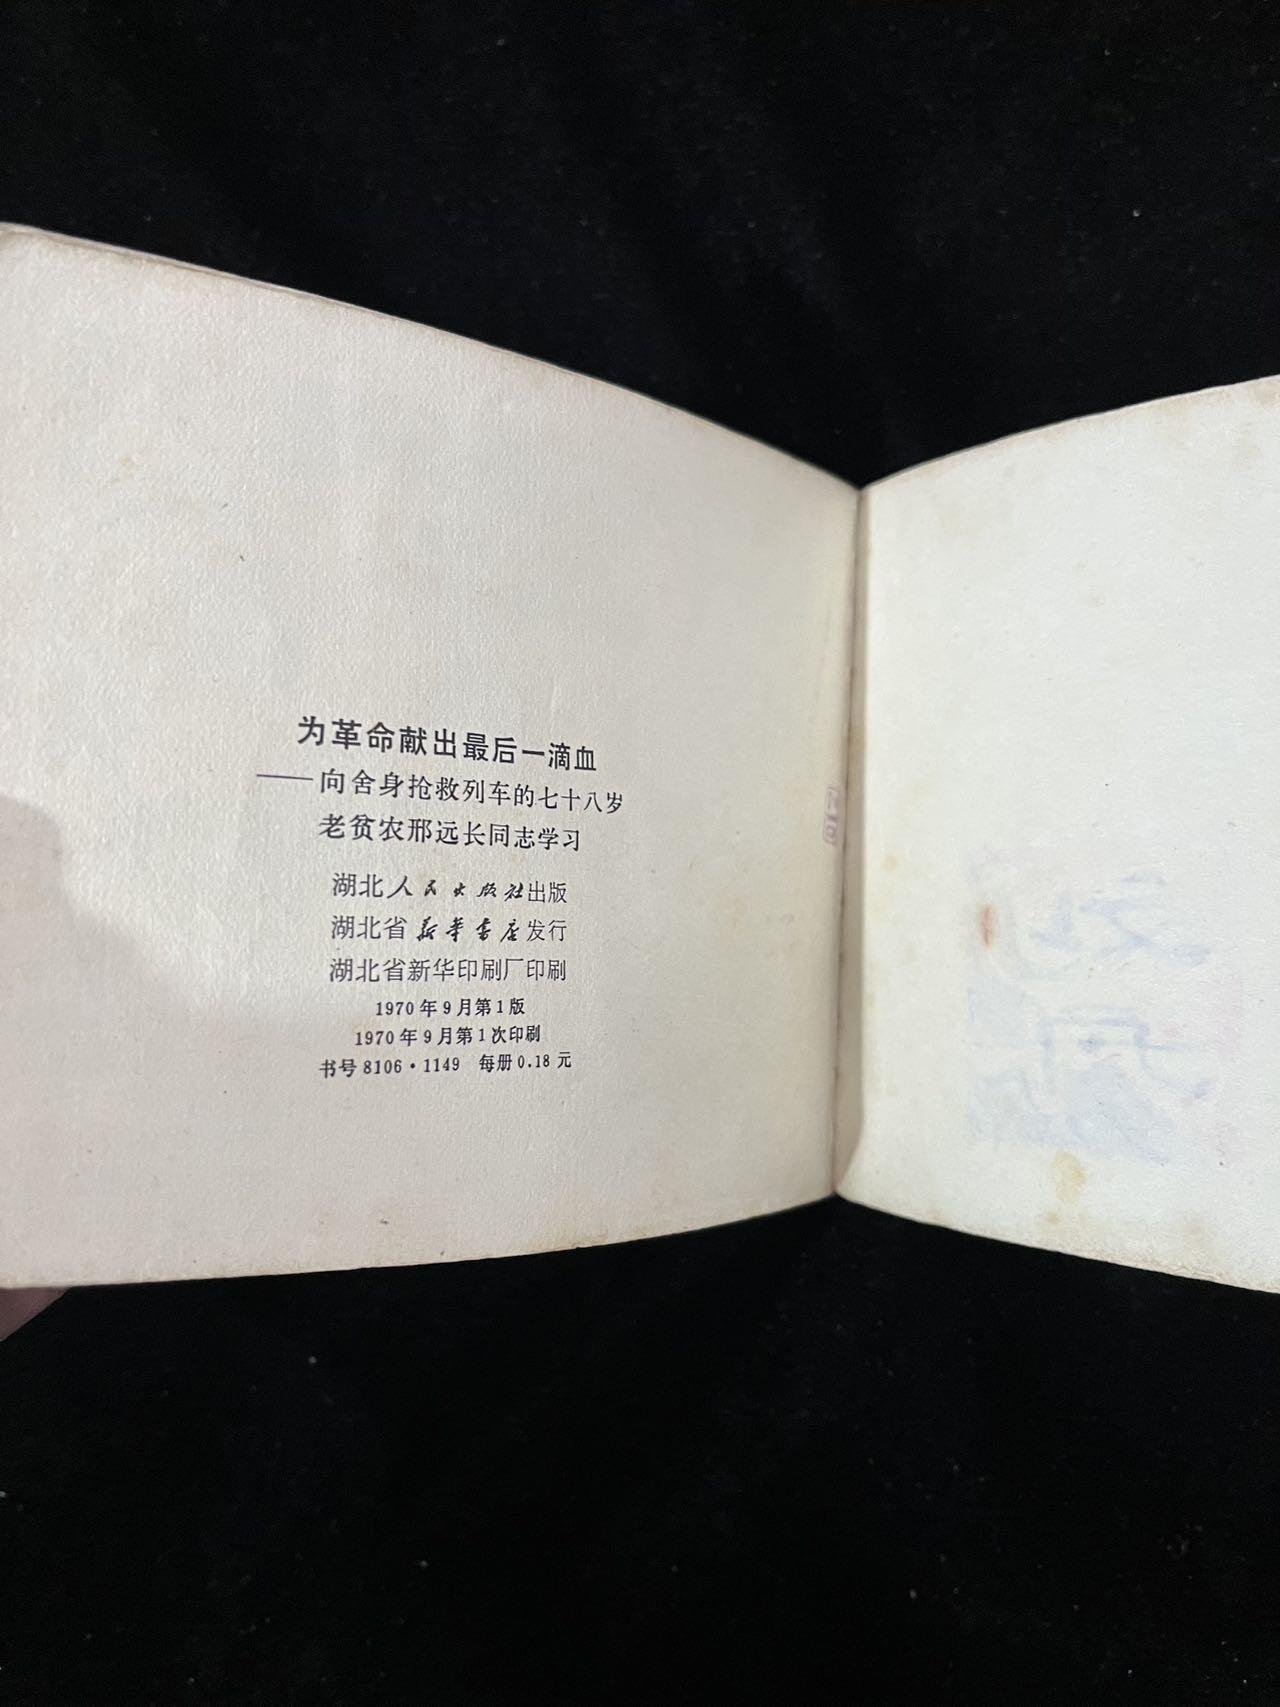 为革命献出最后一滴血
——向舍身抢救列车的七十八岁
老贫农邢远长同志学习
湖北人民出版社出版
湖北省新华书店发行
湖北省新华印刷厂印刷
1970年9月第1版
1970年9月第1次印刷
书号8106·1149 每册0.18元